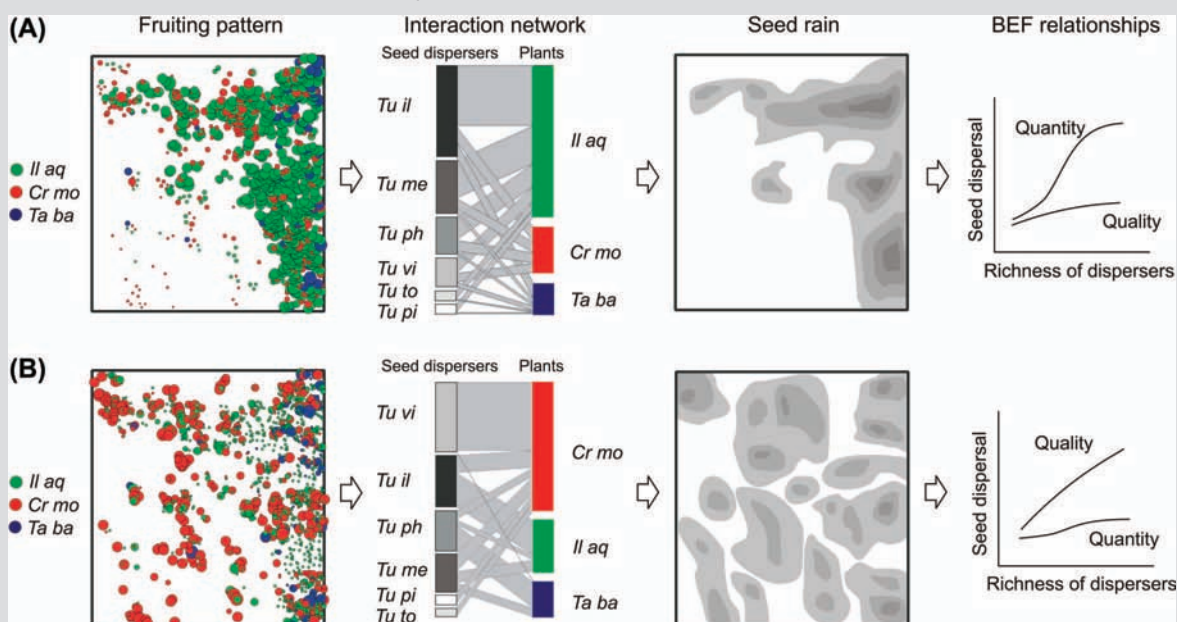 (A)
Fruiting pattern
Interaction network
Seed rain
BEF relationships
Seed dispersers
Plants
Il aq
Cr mo
Ta ba
Tu il
Tu me
Tu ph
Tu vi
Tu to
Tu pi
Il aq
Cr mo
Ta ba
Seed dispersal
Quantity
Quality
Richness of dispersers
(B)
Seed dispersers
Plants
Il aq
Cr mo
Ta ba
Tu vi
Tu il
Tu ph
Tu me
Tu pi
Tu to
Cr mo
Il aq
Ta ba
Seed dispersal
Quality
Quantity
Richness of dispersers